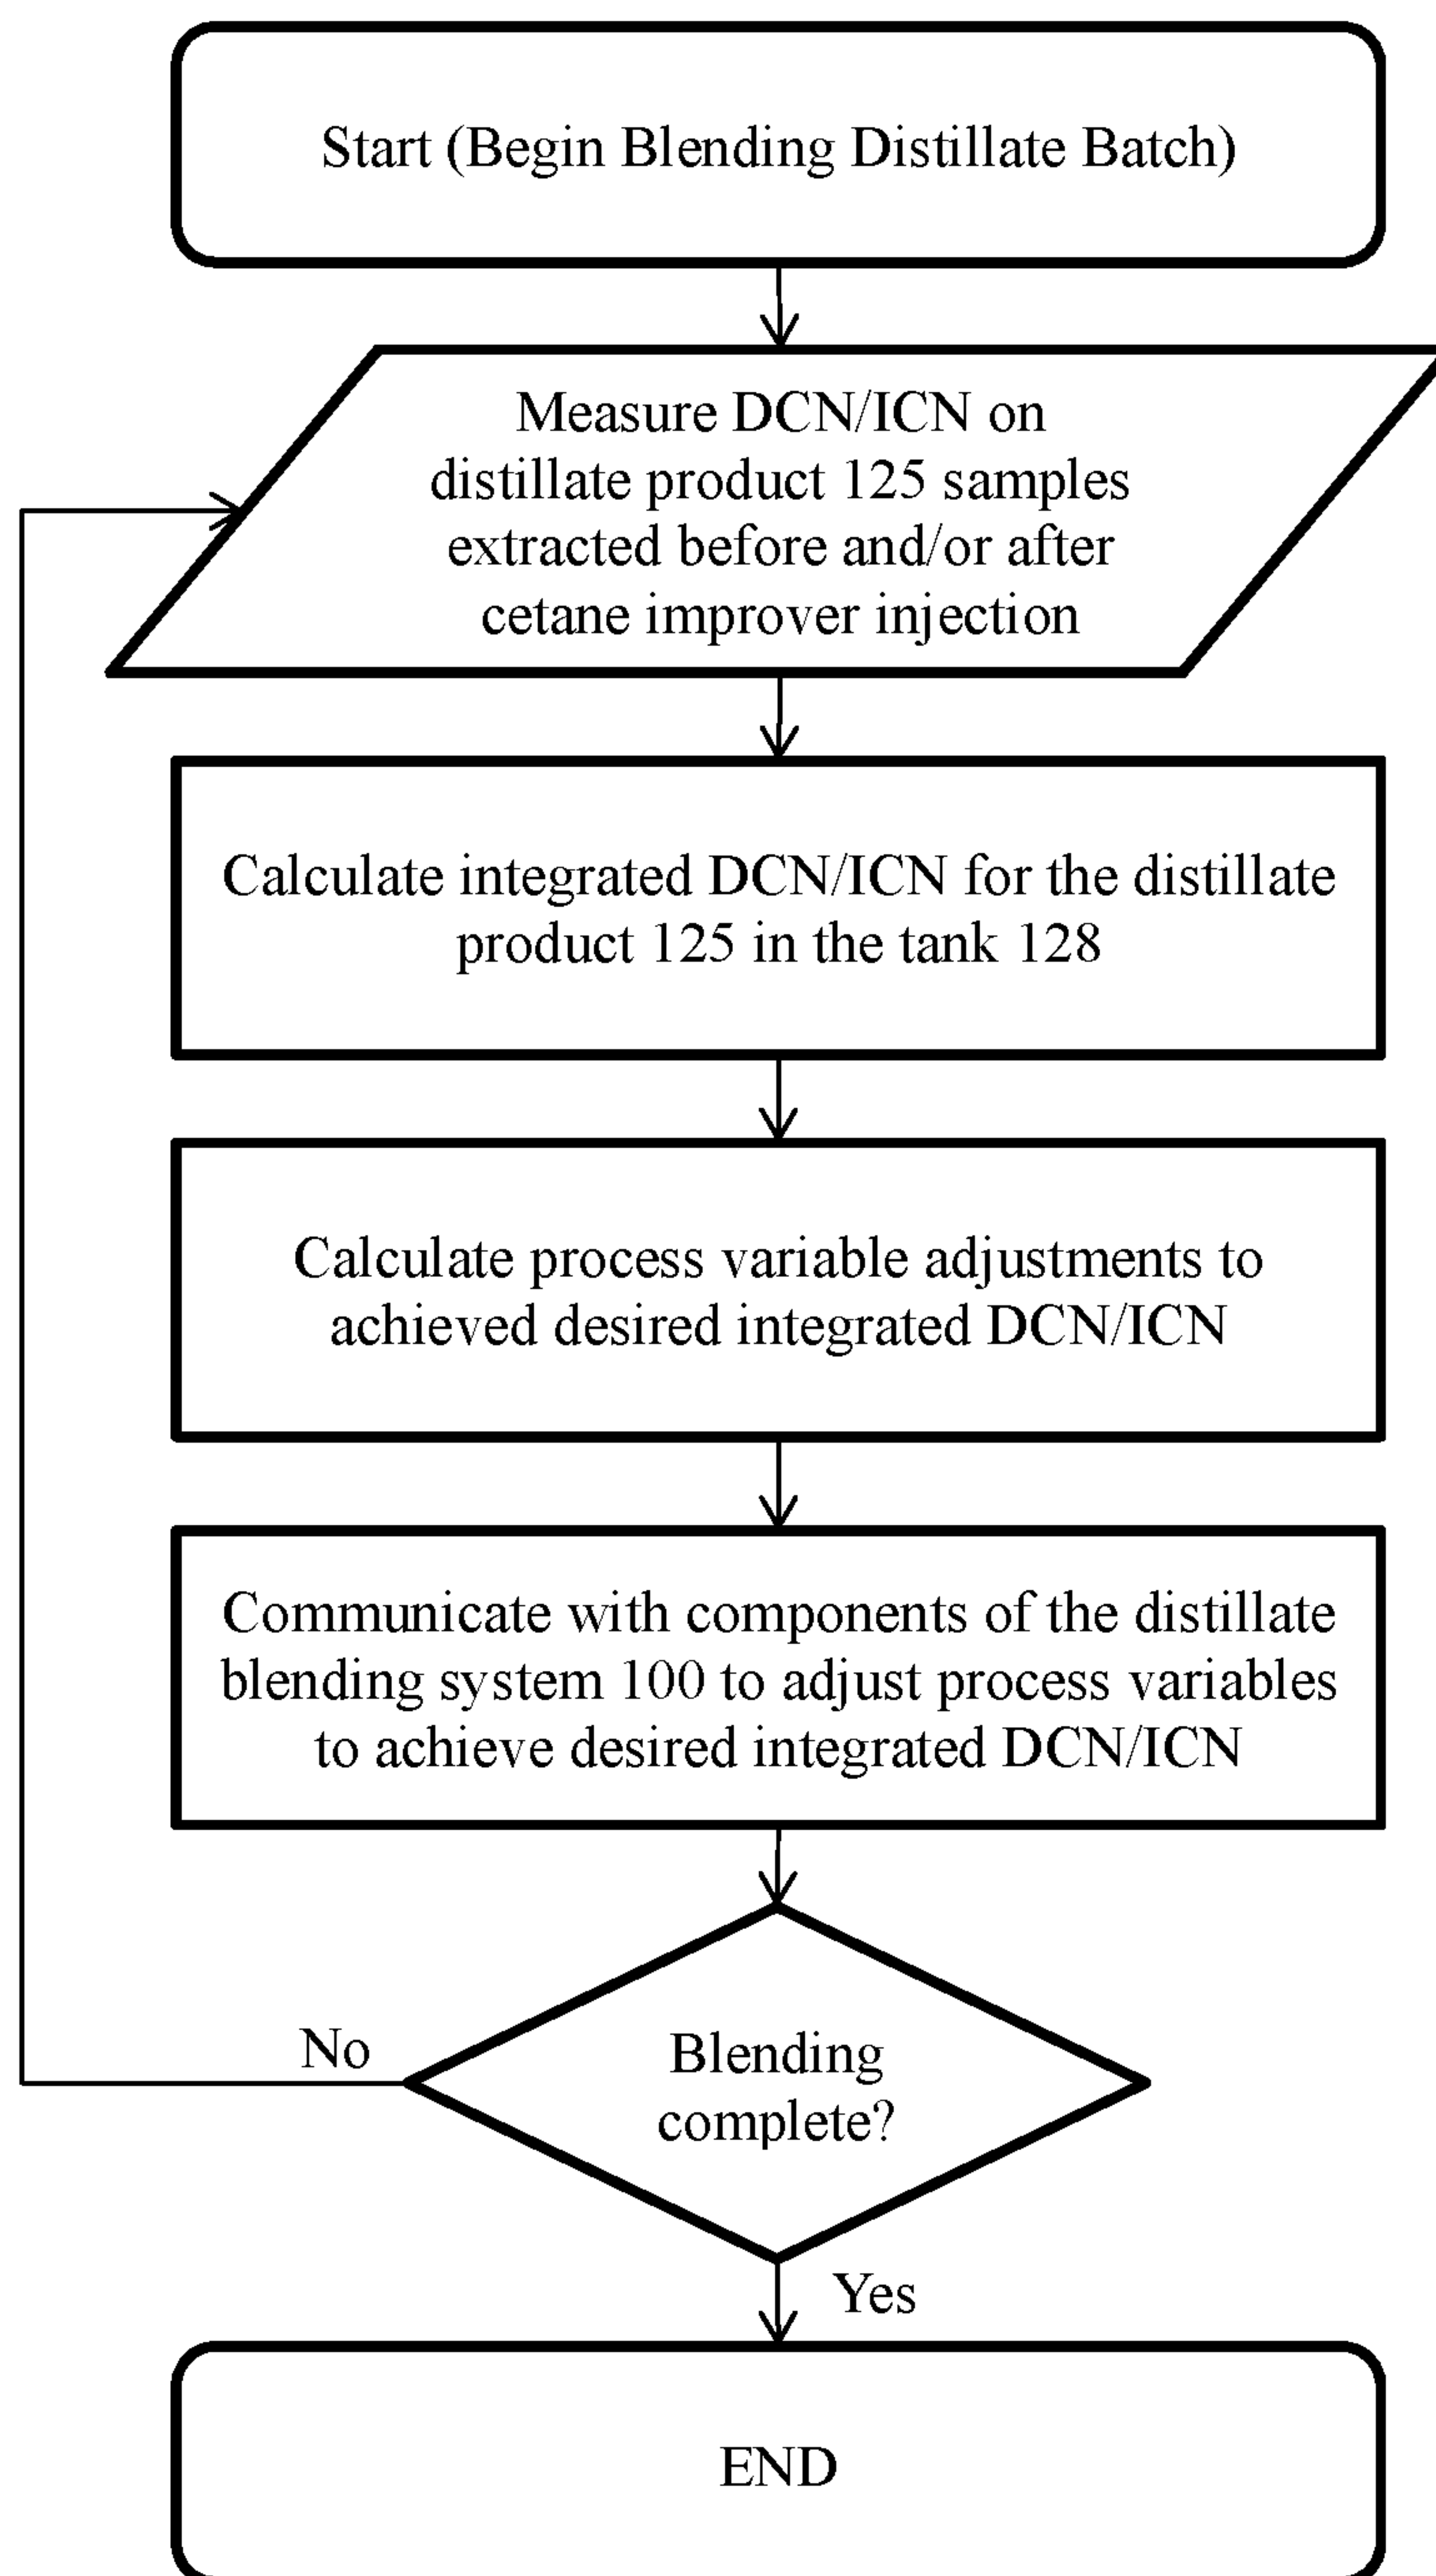 Start (Begin Blending Distillate Batch)
Measure DCN/ICN on
distillate product 125 samples
extracted before and/or after
cetane improver injection
Calculate integrated DCN/ICN for the distillate
product 125 in the tank 128
Calculate process variable adjustments to
achieved desired integrated DCN/ICN
Communicate with components of the distillate
blending system 100 to adjust process variables
to achieve desired integrated DCN/ICN
No
Blending
complete?
Yes
END